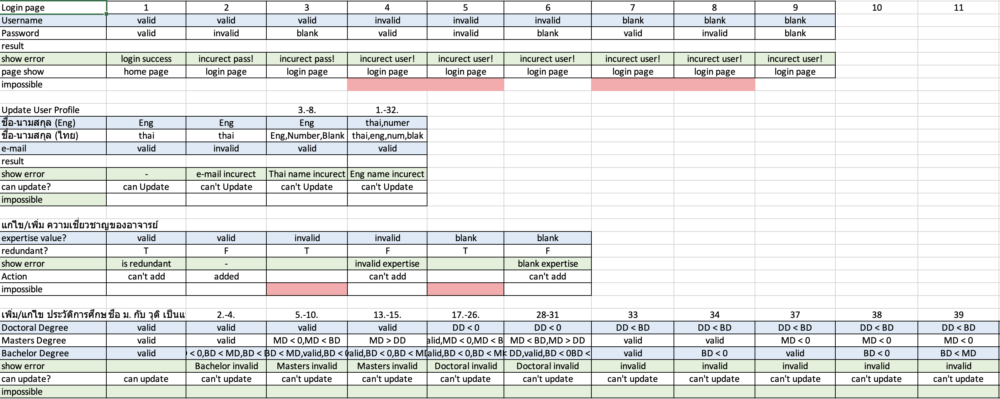 Login page 1 2 3 4 5 6 7 8 9 10 11
Username valid valid valid invalid invalid invalid blank blank blank
Password valid invalid blank valid invalid blank valid invalid blank
result
show error login success incurect pass! incurect pass! incurect user! incurect user! incurect user! incurect user! incurect user! incurect user!
page show home page login page login page login page login page login page login page login page login page
impossible
Update User Profile 3.-8. 1.-32.
ชื่อ-นามสกุล (Eng) Eng Eng Eng thai,numer
ชื่อ-นามสกุล (ไทย) thai thai Eng,Number,Blank thai,eng,num,blak
e-mail valid invalid valid valid
result
show error - e-mail incurect Thai name incurect Eng name incurect
can update? can Update can't Update can't Update can't Update
impossible
แก้ไข/เพิ่ม ความเชี่ยวชาญของอาจารย์
expertise value? valid valid invalid invalid blank blank
redundant? T F T F T F
show error is redundant - invalid expertise blank expertise
Action can't add added can't add can't add
impossible
เพิ่ม/แก้ไข ประวัติการศึกษ ชื่อ ม. กับ วุติ เป็นแ 2.-4. 5.-10. 13.-15. 17.-26. 28-31 33 34 37 38 39
Doctoral Degree valid valid valid valid DD < 0 DD < 0 DD < BD DD < BD DD < BD DD < BD DD < BD
Masters Degree valid valid MD < 0,MD < BD MD > DD alid,MD < 0,MD < B MD < BD,MD > DD valid valid MD < 0 MD < 0 MD < 0
Bachelor Degree valid < 0,BD < MD,BD < BD < MD,valid,BD < alid,BD < 0,BD < MD alid,BD < 0,BD < M < DD,valid,BD < 0BD < valid BD < 0 valid BD < 0 BD < MD
show error Bachelor invalid Masters invalid Masters invalid Doctoral invalid Doctoral invalid invalid invalid invalid invalid invalid
can update? can update can't update can't update can't update can't update can't update can't update can't update can't update can't update can't update
impossible